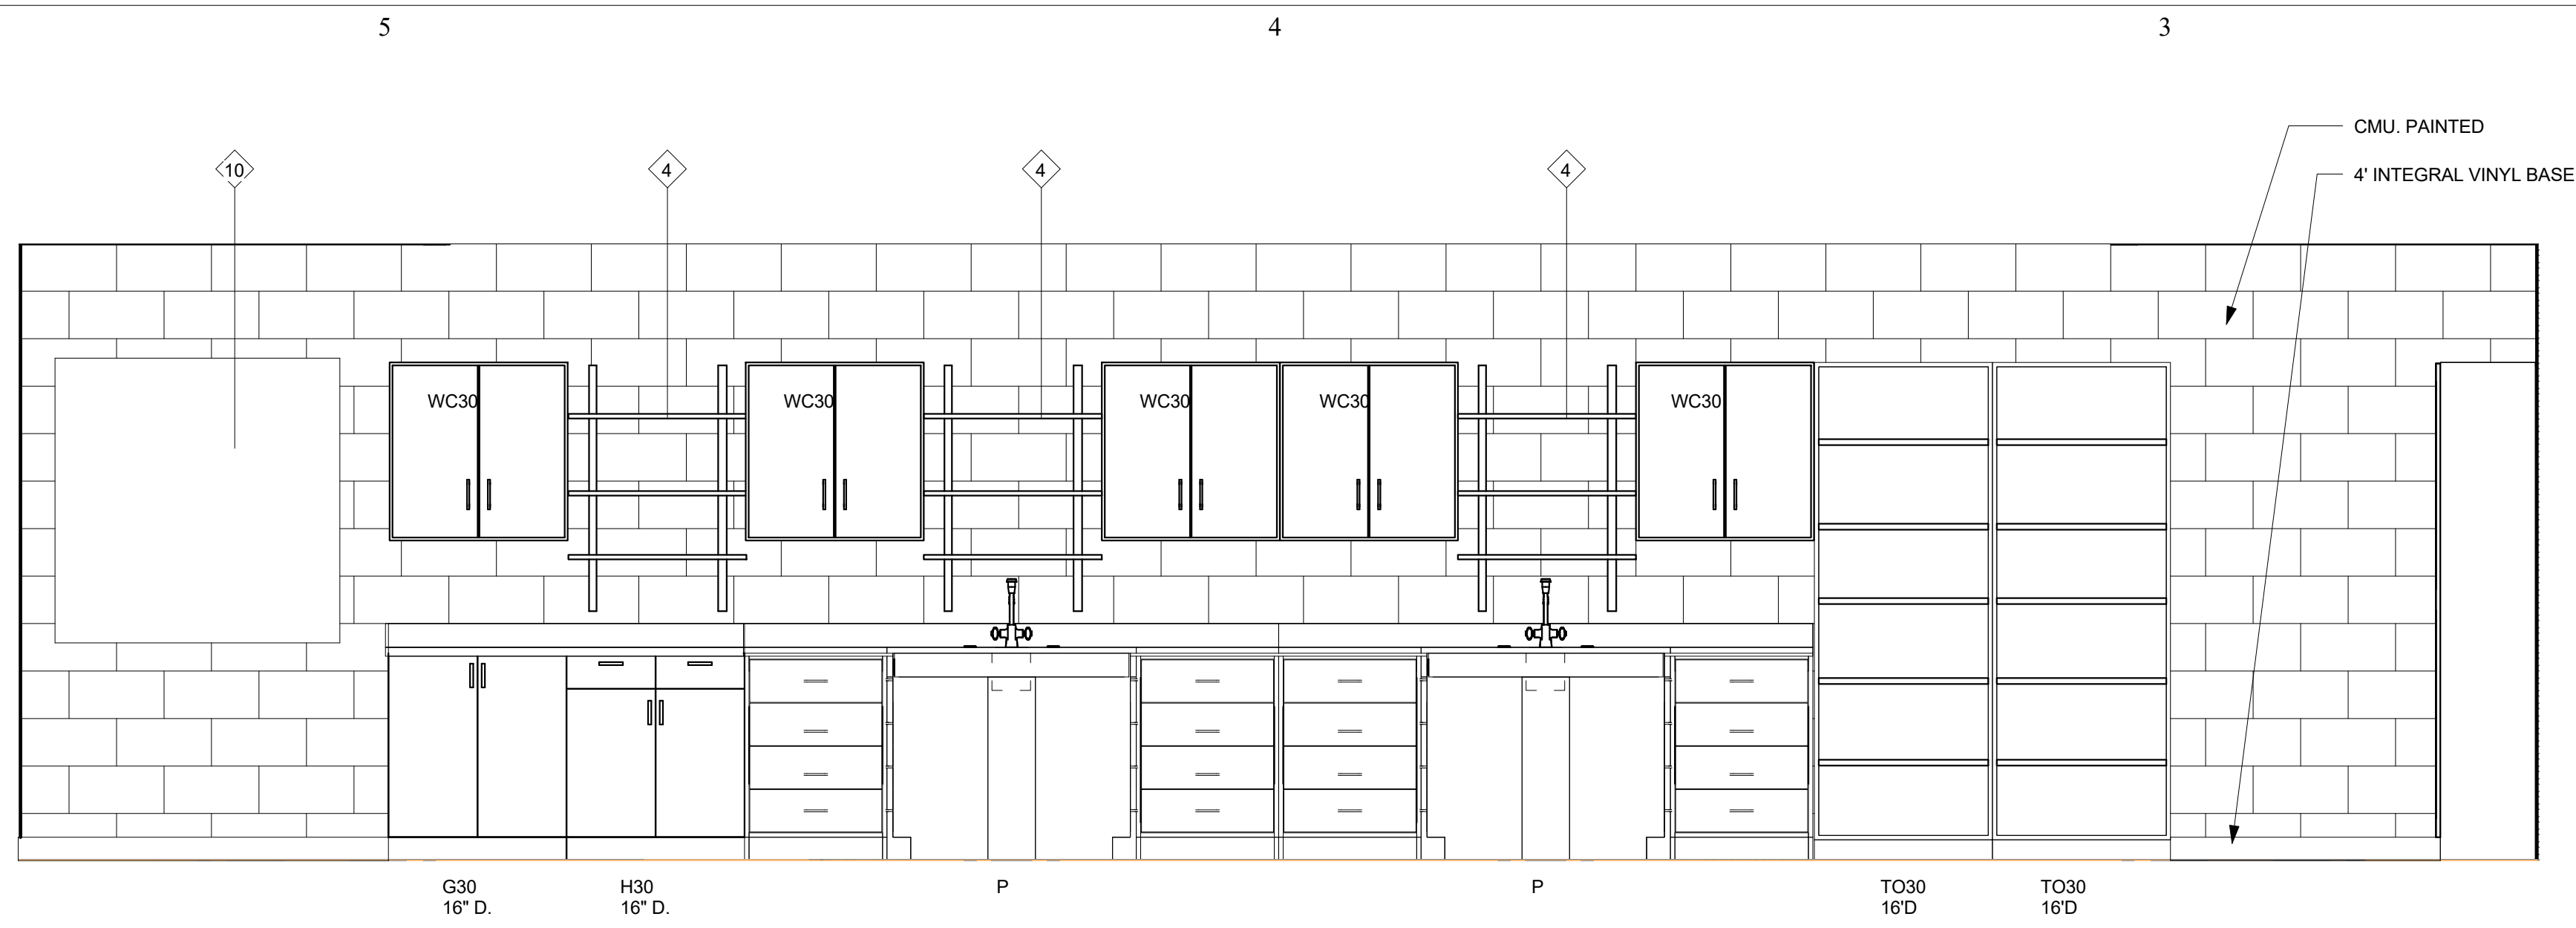 5
4
3
CMU. PAINTED
10
4
4
4
4' INTEGRAL VINYL BASE
WC30
WC30
WC30
WC30
WC30
G30
16" D.
H30
16" D.
P
P
TO30
16'D
TO30
16'D